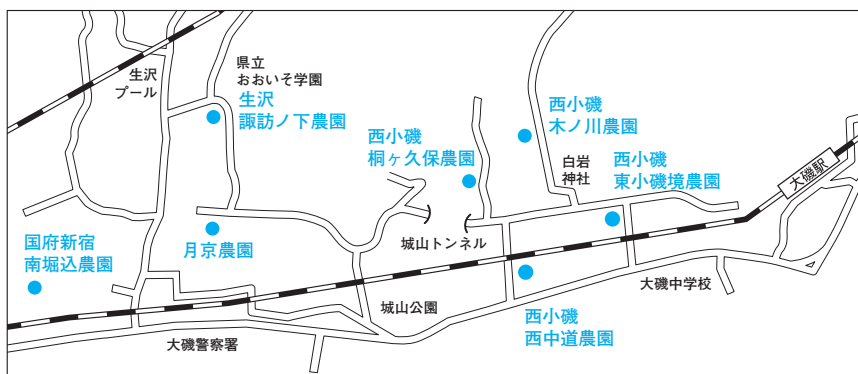 生沢
プール
県立
おおいそ学園
生沢
諏訪ノ下農園
西小磯
桐ヶ久保農園
西小磯
木ノ川農園
白岩
神社
西小磯
東小磯境農園
大磯駅
国府新宿
南堀込農園
月京農園
城山トンネル
城山公園
大磯中学校
西小磯
西中道農園
大磯警察署